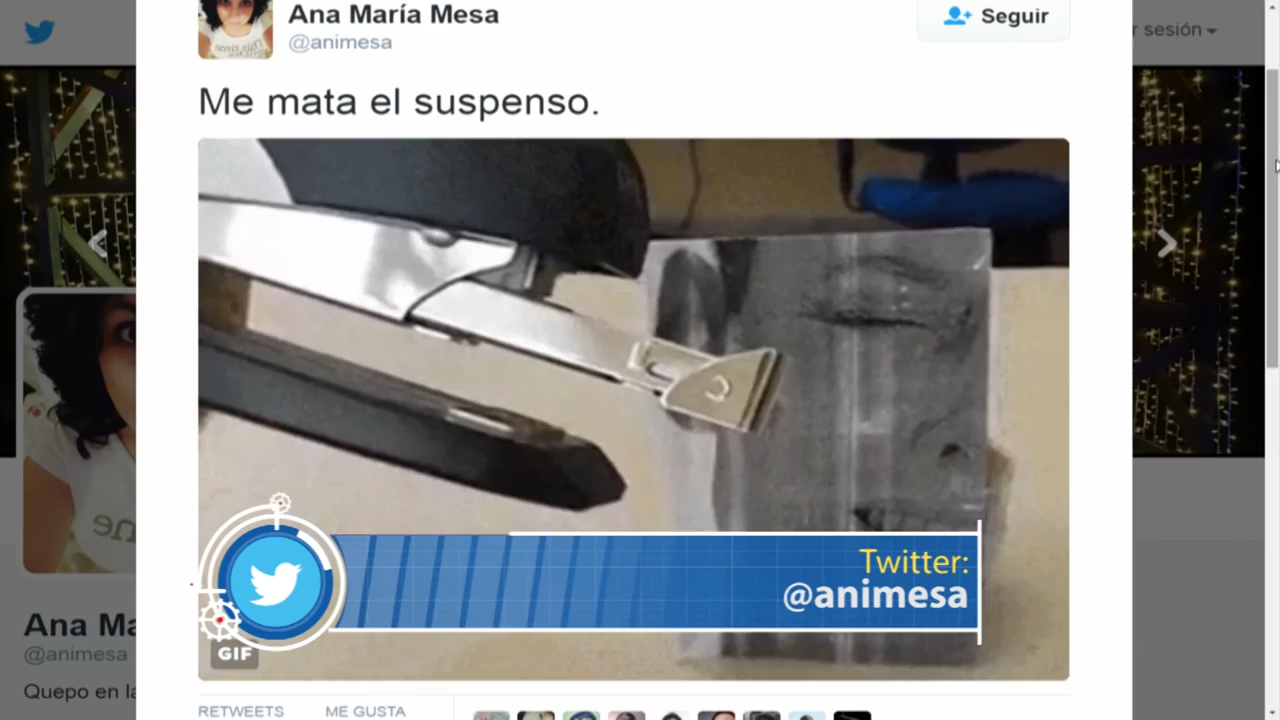 Ana María Mesa
@animesa
Seguir
r sesión
Me mata el suspenso.
Twitter:
@animesa
GIF
Ana Ma
@animesa
Quepo en la
RETWEETS
ME GUSTA